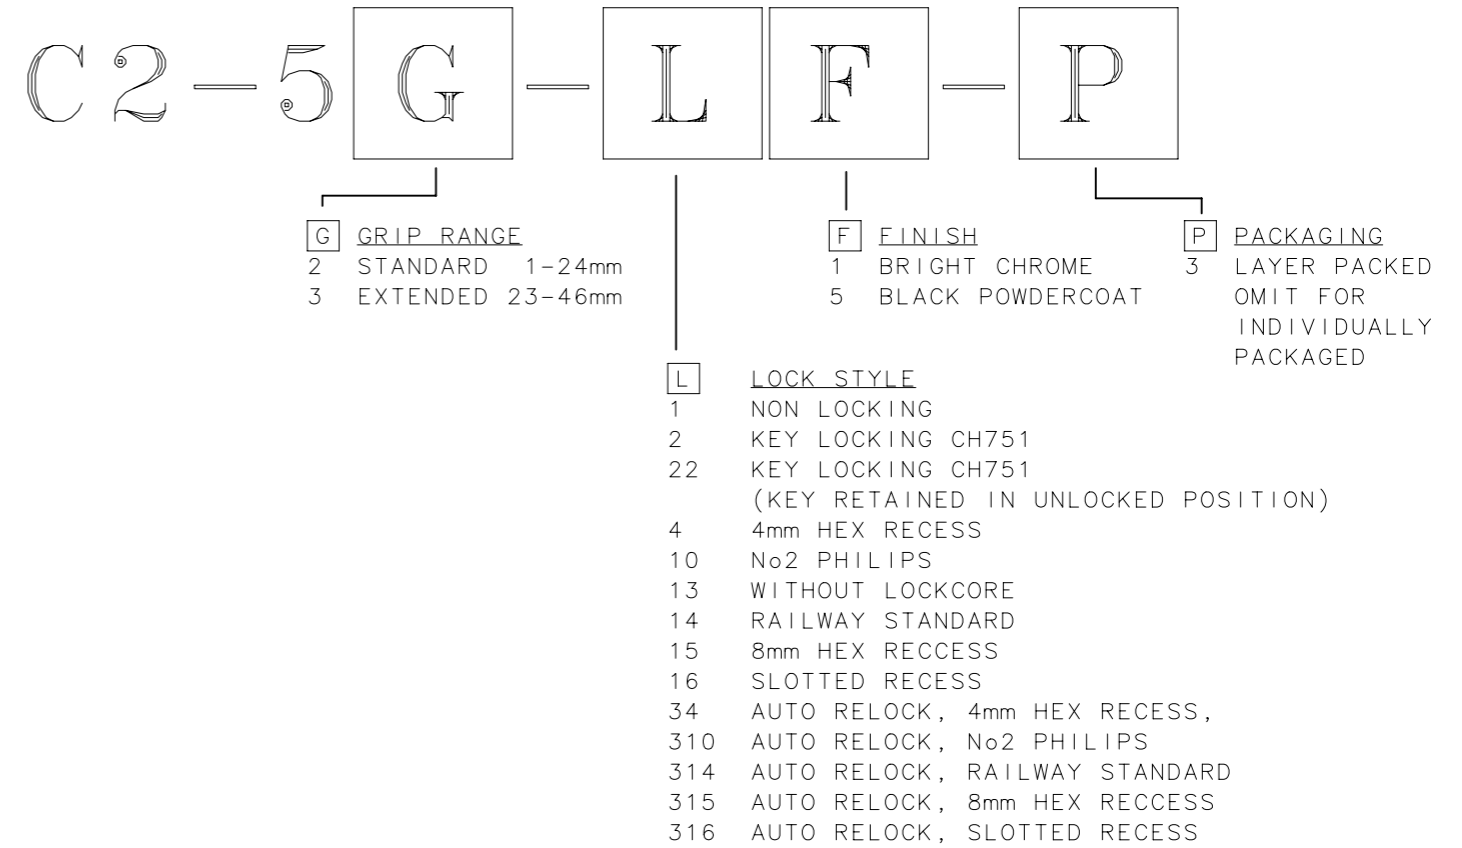 C2-5G-LF-P
G GRIP RANGE
2 STANDARD 1-24mm
3 EXTENDED 23-46mm
F FINISH
1 BRIGHT CHROME
5 BLACK POWDERCOAT
P PACKAGING
3 LAYER PACKED
OMIT FOR
INDIVIDUALLY
PACKAGED
L LOCK STYLE
1 NON LOCKING
2 KEY LOCKING CH751
22 KEY LOCKING CH751
(KEY RETAINED IN UNLOCKED POSITION)
4 4mm HEX RECESS
10 No2 PHILIPS
13 WITHOUT LOCKCORE
14 RAILWAY STANDARD
15 8mm HEX RECCESS
16 SLOTTED RECESS
34 AUTO RELOCK, 4mm HEX RECESS,
310 AUTO RELOCK, No2 PHILIPS
314 AUTO RELOCK, RAILWAY STANDARD
315 AUTO RELOCK, 8mm HEX RECCESS
316 AUTO RELOCK, SLOTTED RECESS